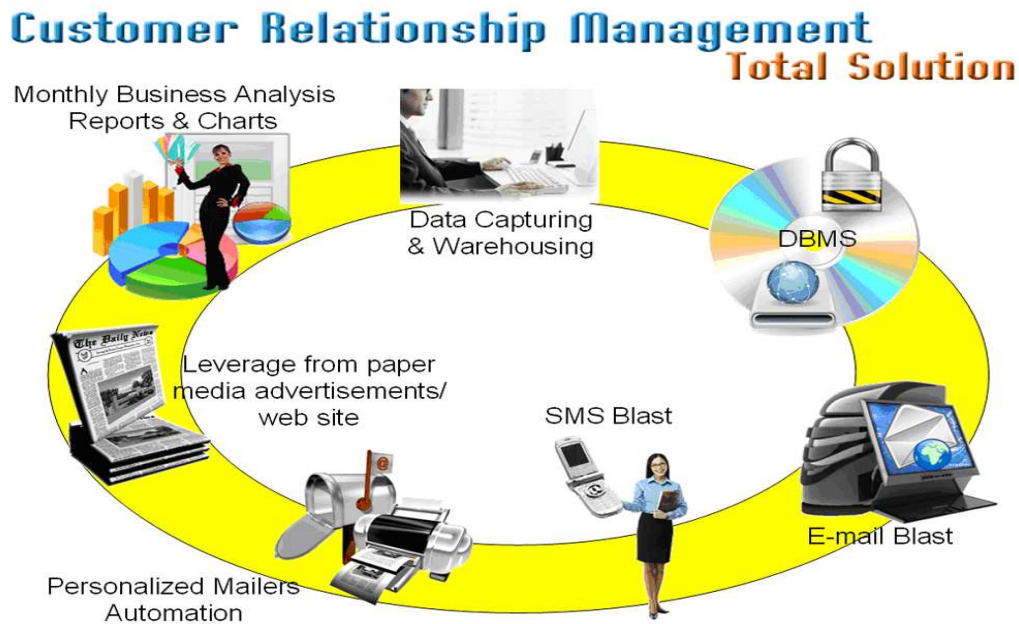 Customer Relationship Management
Total Solution
Monthly Business Analysis
Reports & Charts
Data Capturing
& Warehousing
DBMS
The Daily News
Leverage from paper
media advertisements/
web site
SMS Blast
E-mail Blast
Personalized Mailers
Automation